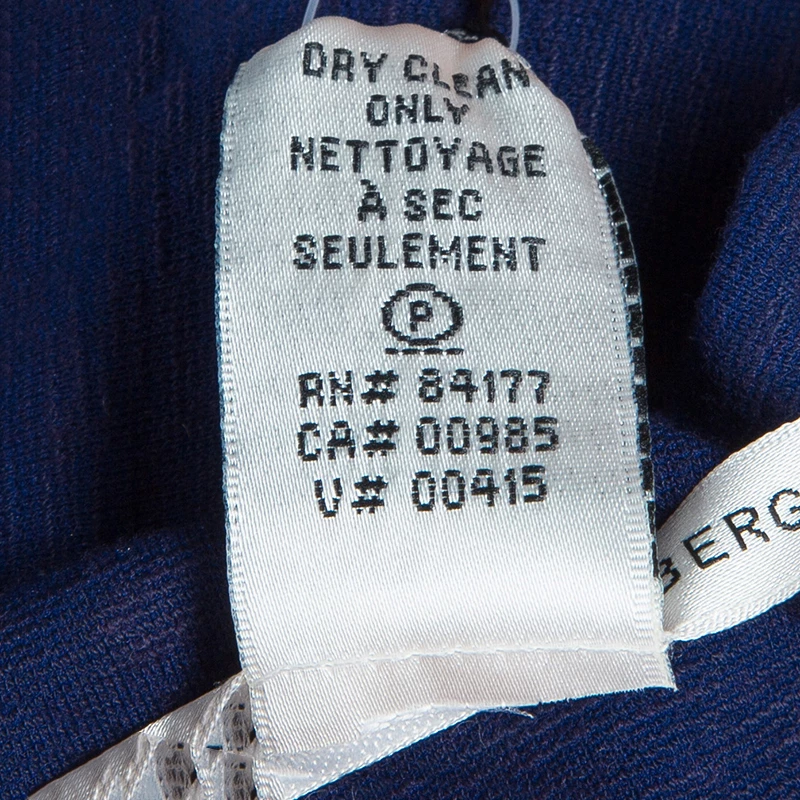 DRY CLEAN
ONLY
NETTOYAGE
À SEC
SEULEMENT
P
RN# 84177
CA# 00985
V# 00415
BERG